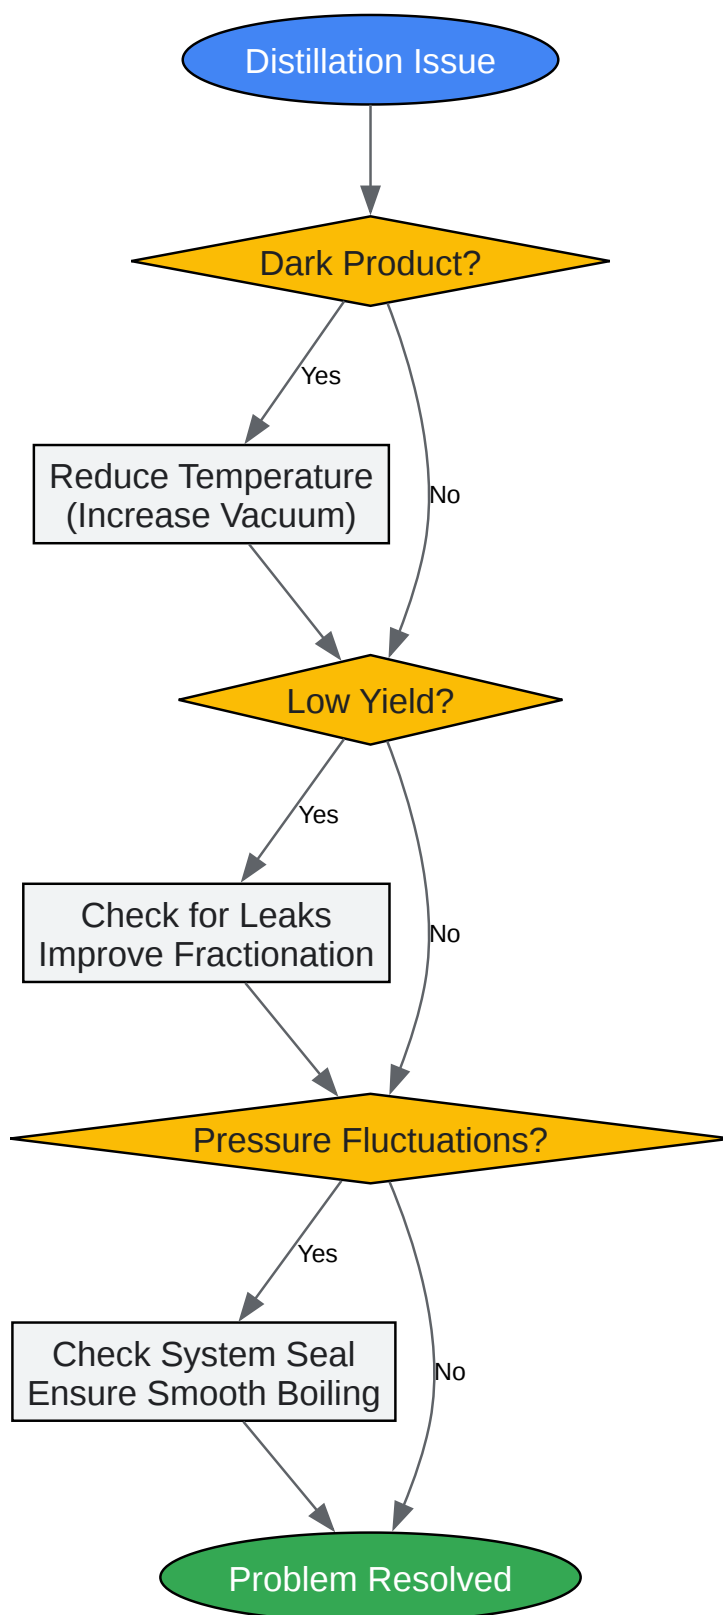 Distillation Issue
Dark Product?
Yes
Reduce Temperature
(Increase Vacuum)
No
Low Yield?
Yes
Check for Leaks
Improve Fractionation
No
Pressure Fluctuations?
Yes
Check System Seal
Ensure Smooth Boiling
No
Problem Resolved